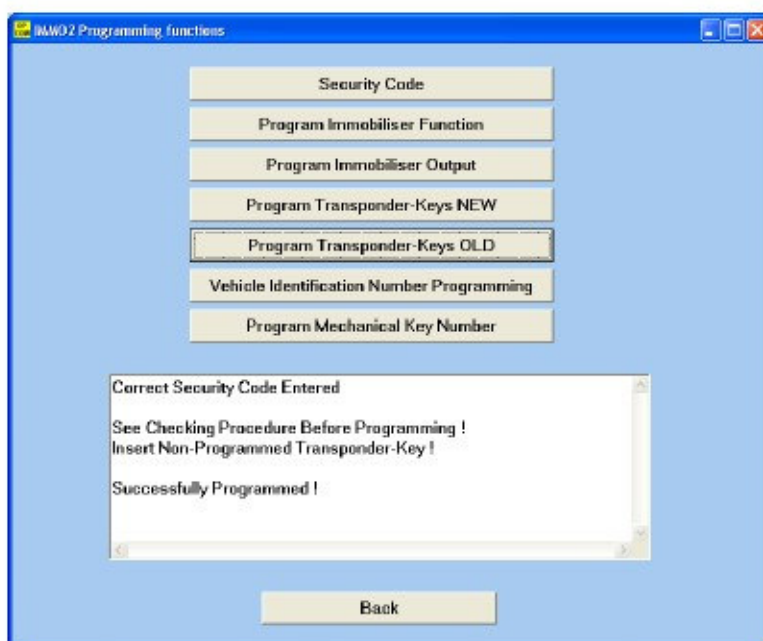 IMMO2 Programming functions
Security Code
Program Immobiliser Function
Program Immobiliser Output
Program Transponder-Keys NEW
Program Transponder-Keys OLD
Vehicle Identification Number Programming
Program Mechanical Key Number
Correct Security Code Entered
See Checking Procedure Before Programming !
Insert Non-Programmed Transponder-Key !
Successfully Programmed !
Back